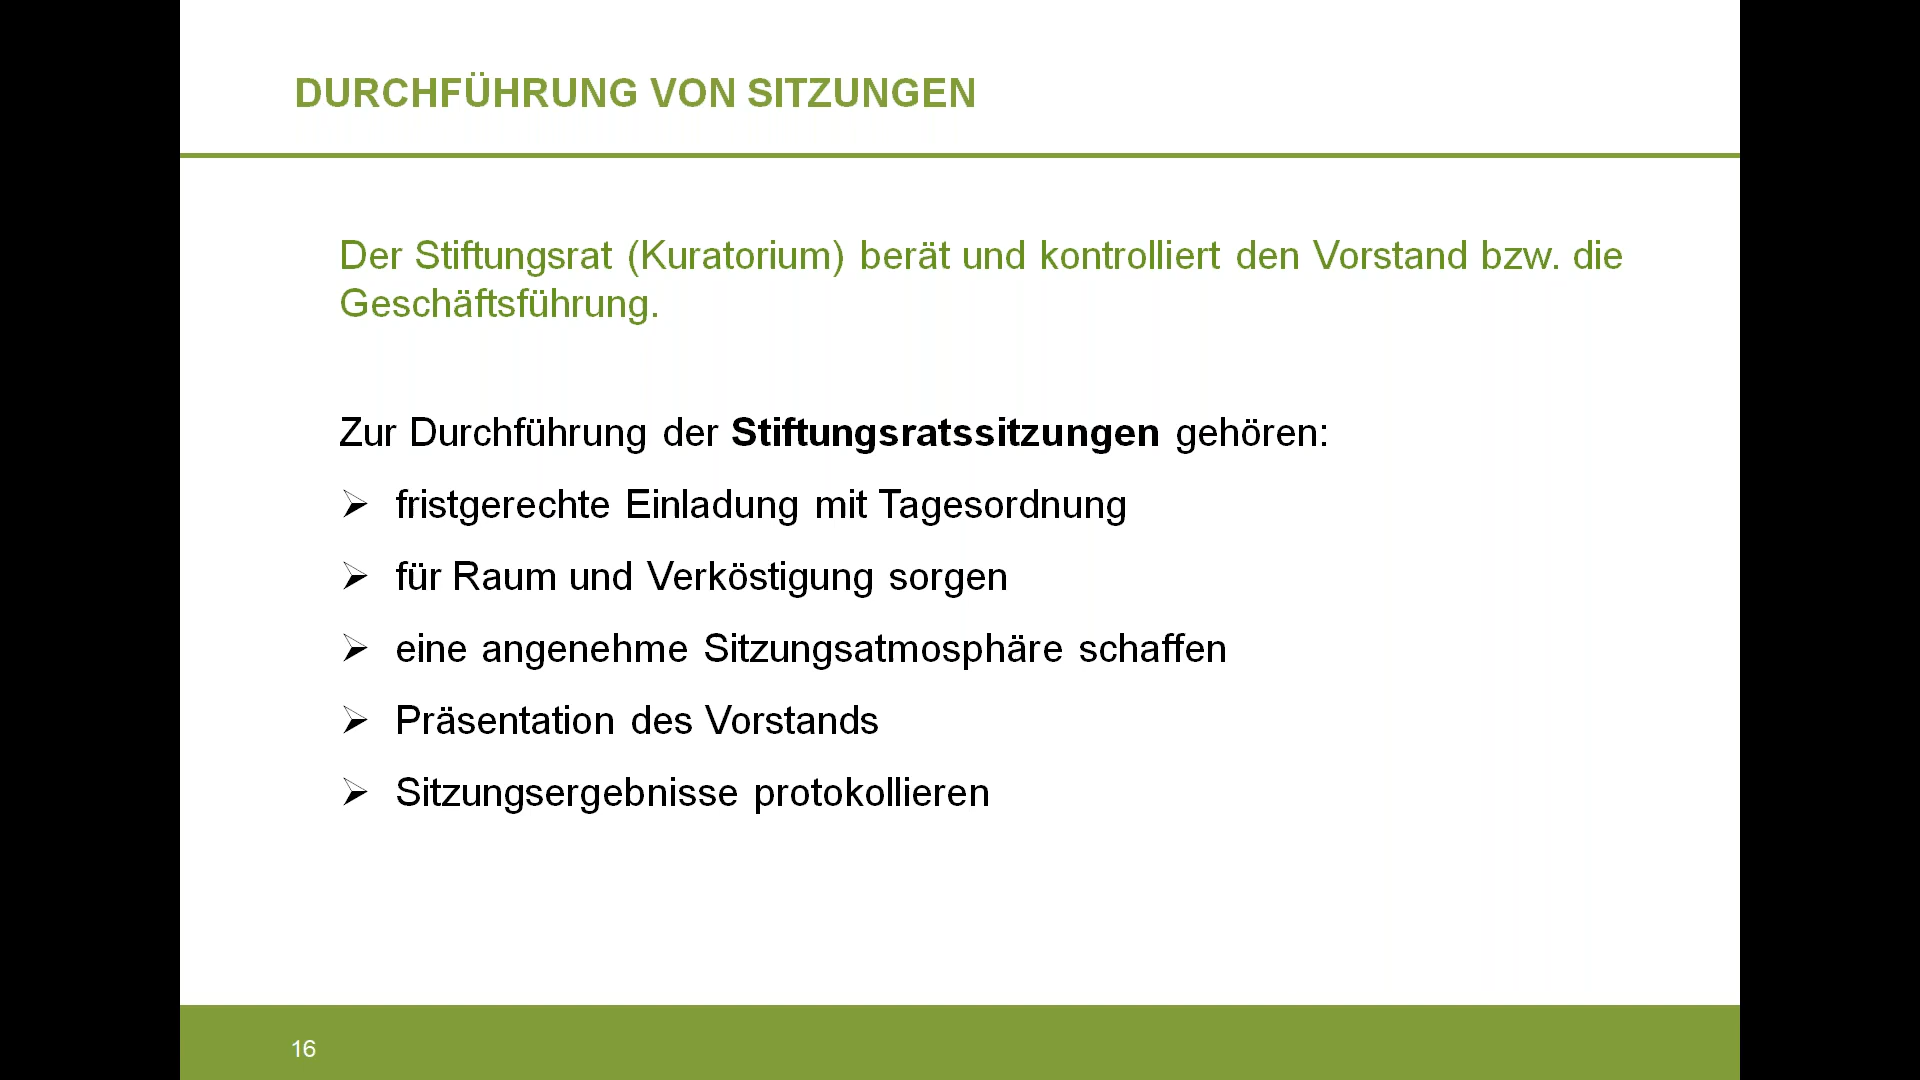 DURCHFÜHRUNG VON SITZUNGEN
Der Stiftungsrat (Kuratorium) berät und kontrolliert den Vorstand bzw. die
Geschäftsführung.
Zur Durchführung der Stiftungsratssitzungen gehören:
➢ fristgerechte Einladung mit Tagesordnung
➢ für Raum und Verköstigung sorgen
➢ eine angenehme Sitzungsatmosphäre schaffen
➢ Präsentation des Vorstands
➢ Sitzungsergebnisse protokollieren
16